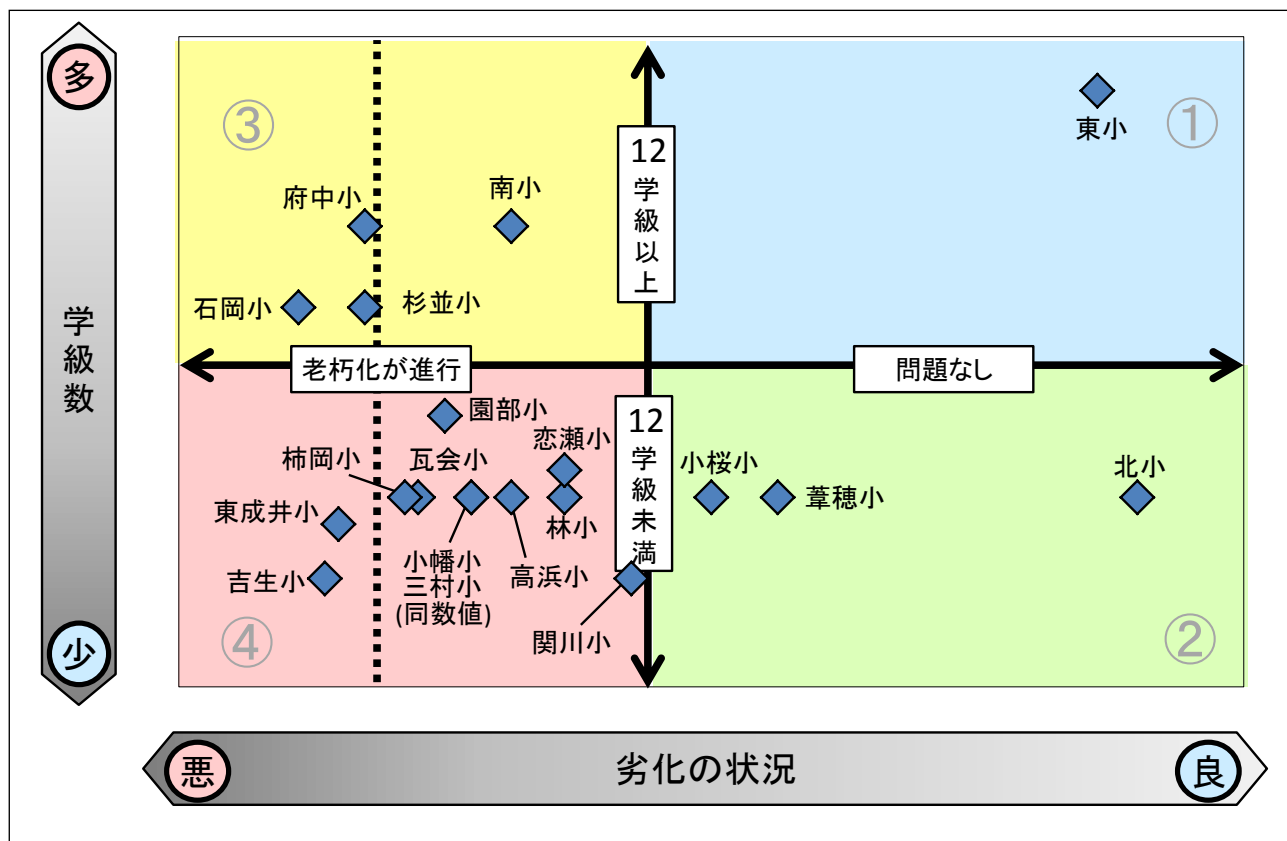 多
学級数
少
③
①
東小
12学級以上
府中小
南小
石岡小
杉並小
老朽化が進行
問題なし
園部小
12学級未満
恋瀬小
柿岡小
瓦会小
小桜小
北小
葦穂小
東成井小
林小
小幡小
三村小
(同数値)
高浜小
吉生小
関川小
④
②
悪
劣化の状況
良